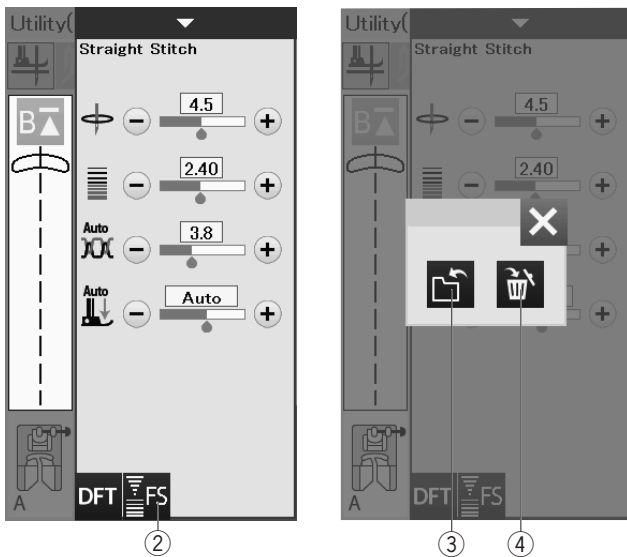 Utility(
Straight Stitch
B
4.5
2.40
Auto
3.8
Auto
Auto
A
DFT FS
②
Utility(
Straight Stitch
B
4.5
2.40
A
DFT FS
③ ④